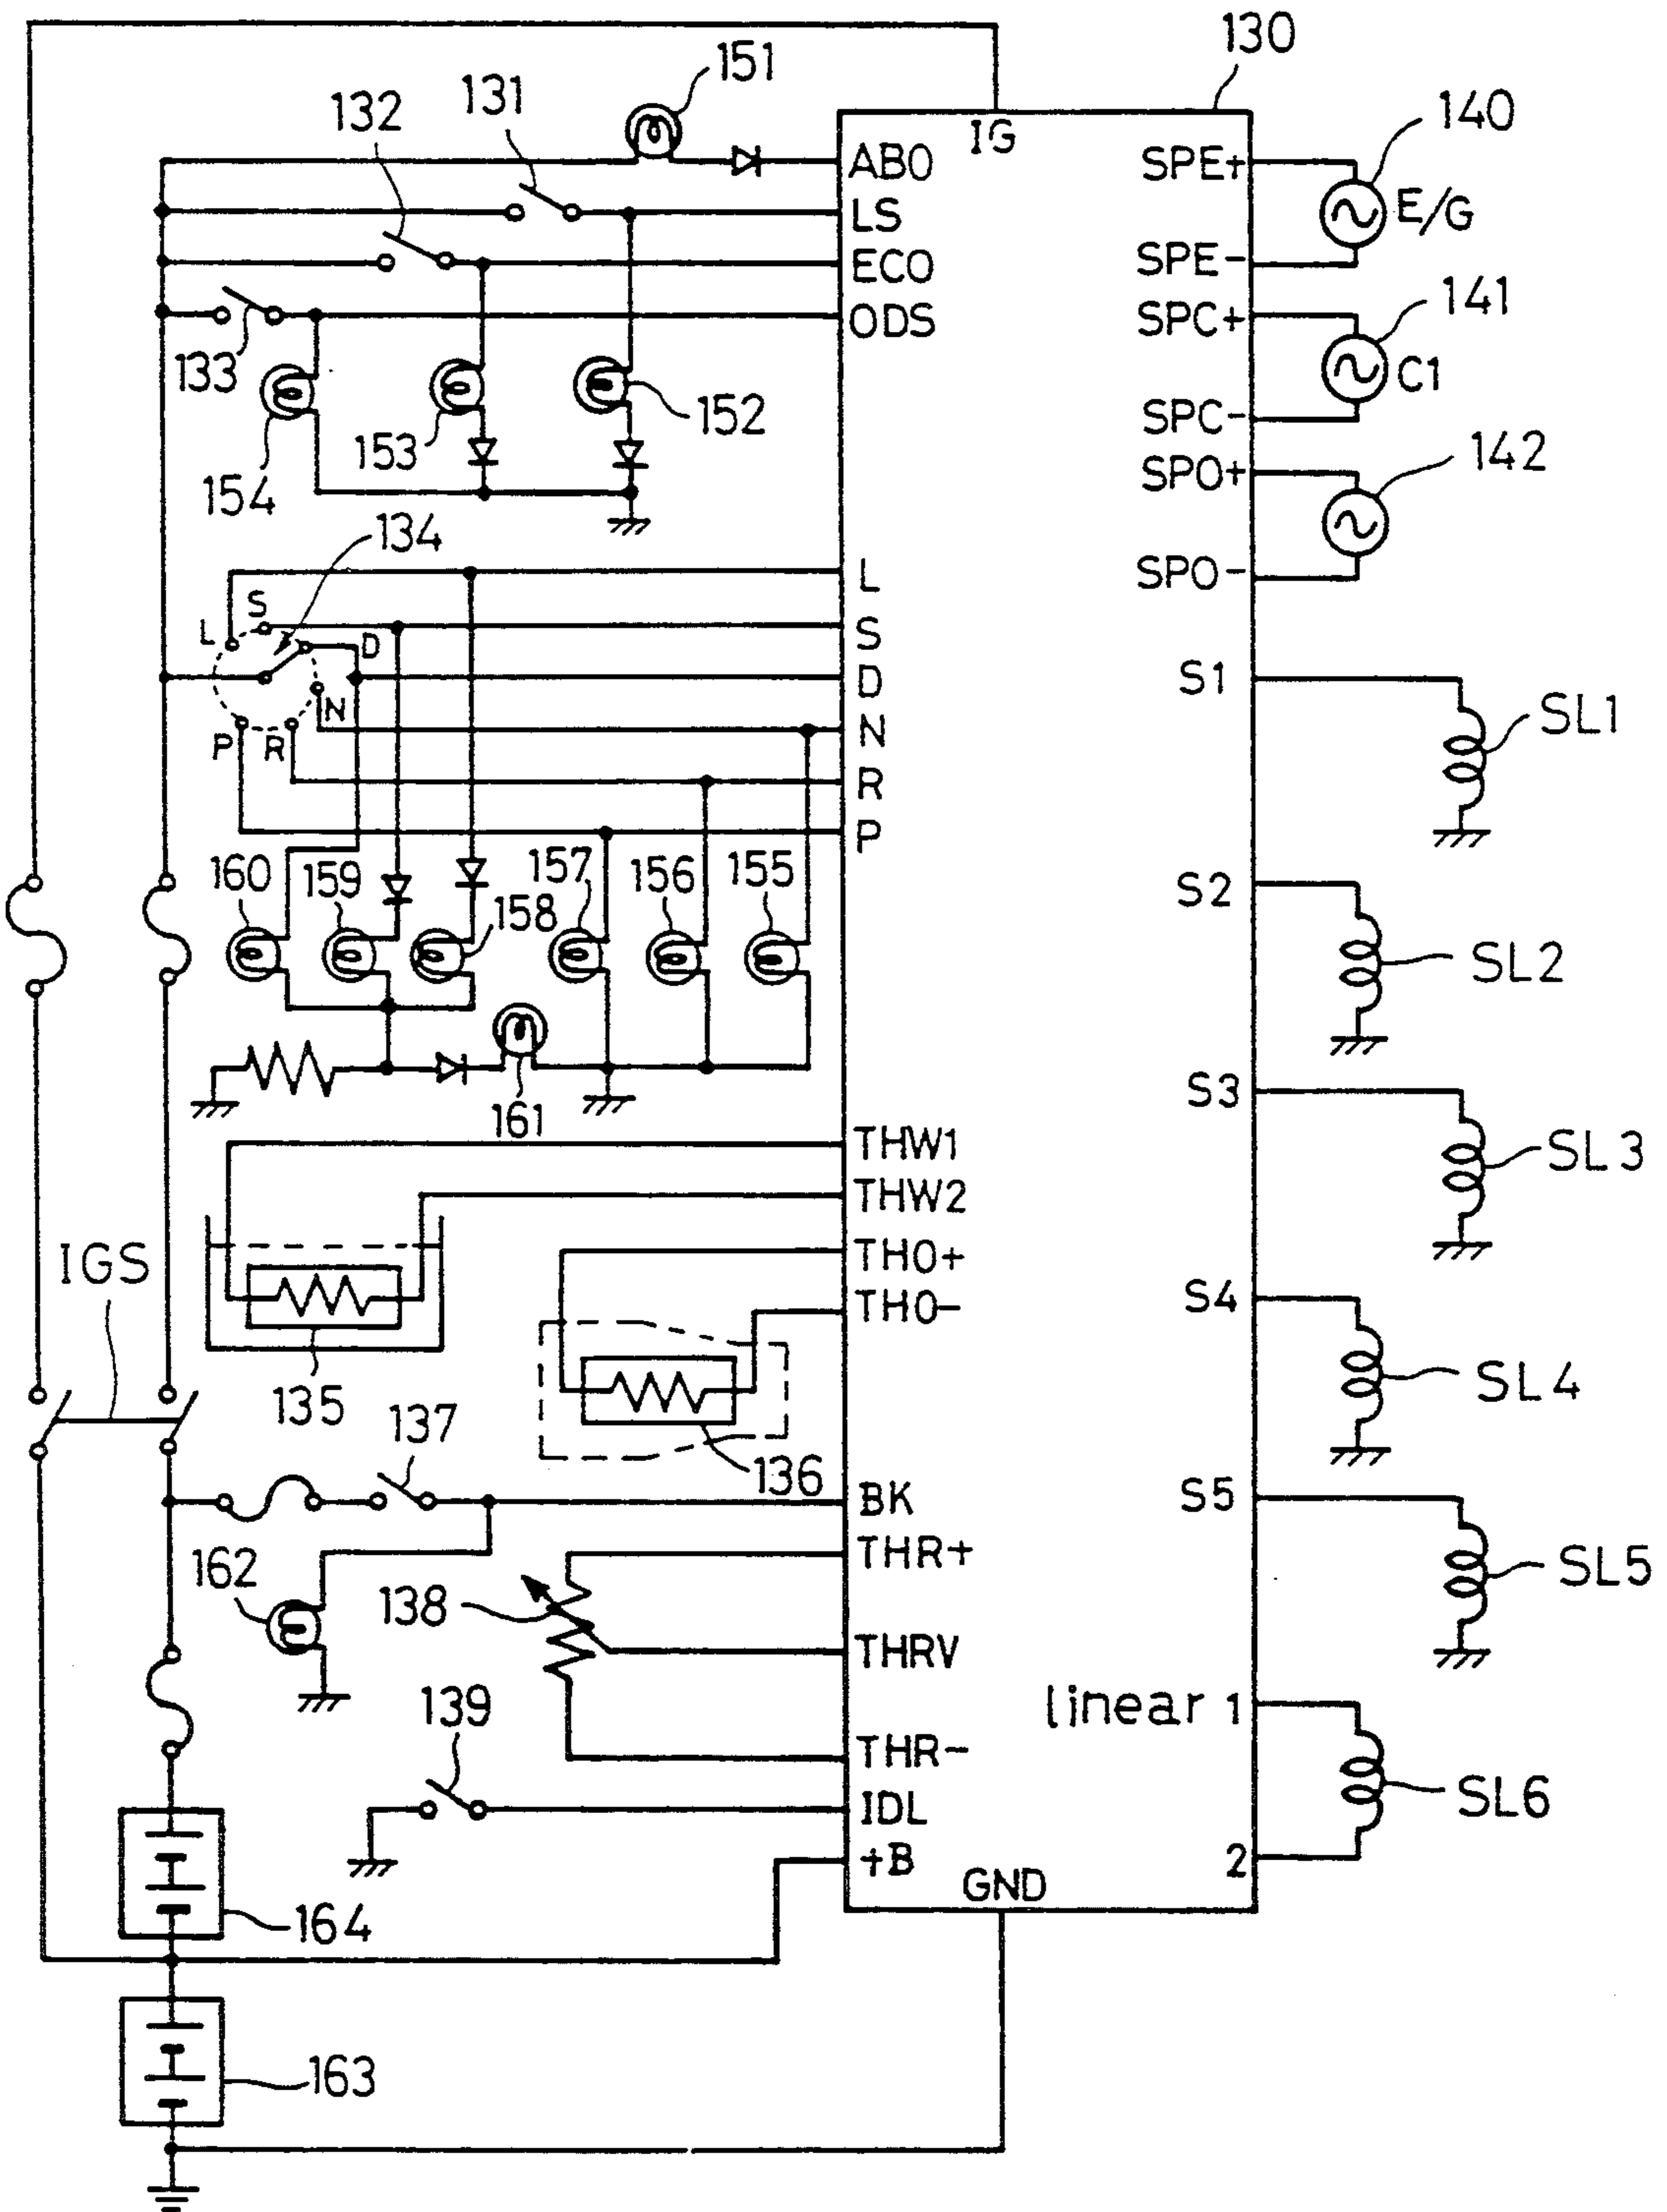 130
151
131
132
140
IG
ABO
SPE+
LS
E/G
ECO
SPE-
141
ODS
SPC+
133
C1
152
SPC-
153
142
154
SPO+
134
L
SPO-
S
S
L
D
D
S1
N
N
SL1
P
R
R
P
160
159
157
156
155
S2
158
SL2
161
S3
THW1
SL3
THW2
IGS
THO+
S4
THO-
135
SL4
137
136
BK
S5
THR+
162
SL5
138
THRV
139
linear 1
THR-
SL6
IDL
+B
2
GND
164
163